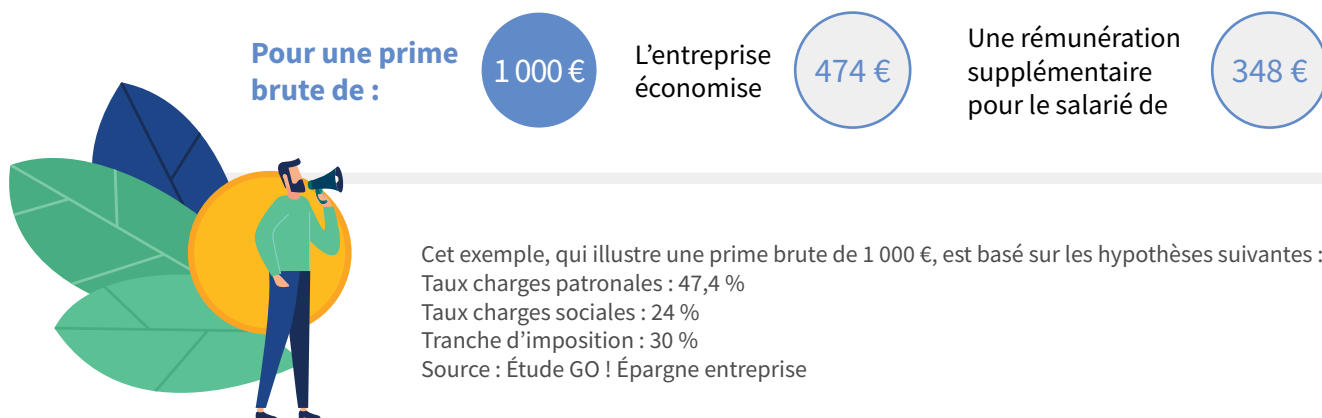 Pour une prime
brute de :
1 000 €
L’entreprise
économise
474 €
Une rémunération
supplémentaire
pour le salarié de
348 €
Cet exemple, qui illustre une prime brute de 1 000 €, est basé sur les hypothèses suivantes :
Taux charges patronales : 47,4 %
Taux charges sociales : 24 %
Tranche d’imposition : 30 %
Source : Étude GO ! Épargne entreprise